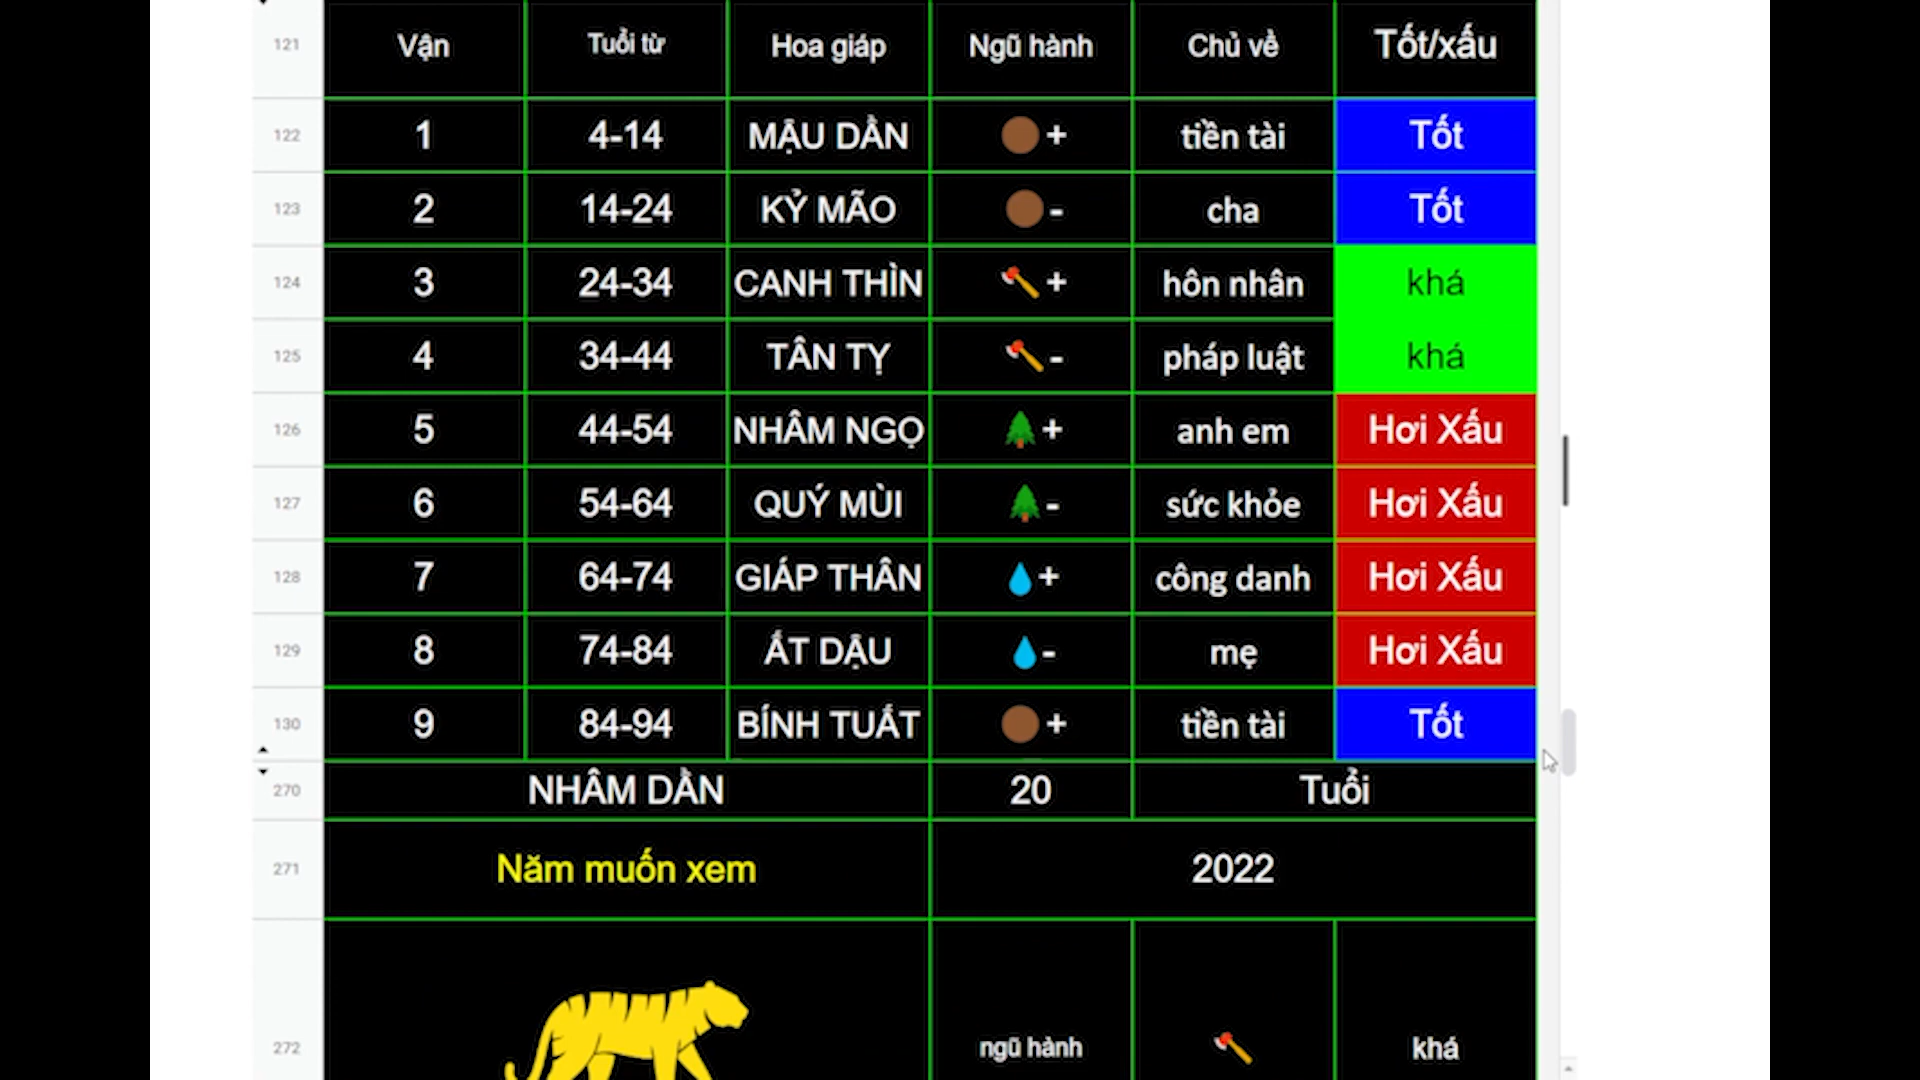 121 Vận Tuổi từ Hoa giáp Ngũ hành Chủ về Tốt/xấu
122 1 4-14 MẬU DẦN + tiền tài Tốt
123 2 14-24 KỶ MÃO - cha Tốt
124 3 24-34 CANH THÌN + hôn nhân khá
125 4 34-44 TÂN TỴ - pháp luật khá
126 5 44-54 NHÂM NGỌ + anh em Hơi Xấu
127 6 54-64 QUÝ MÙI - sức khỏe Hơi Xấu
128 7 64-74 GIÁP THÂN + công danh Hơi Xấu
129 8 74-84 ẤT DẬU - mẹ Hơi Xấu
130 9 84-94 BÍNH TUẤT + tiền tài Tốt
270 NHÂM DẦN 20 Tuổi
271 Năm muốn xem 2022
272 ngũ hành khá